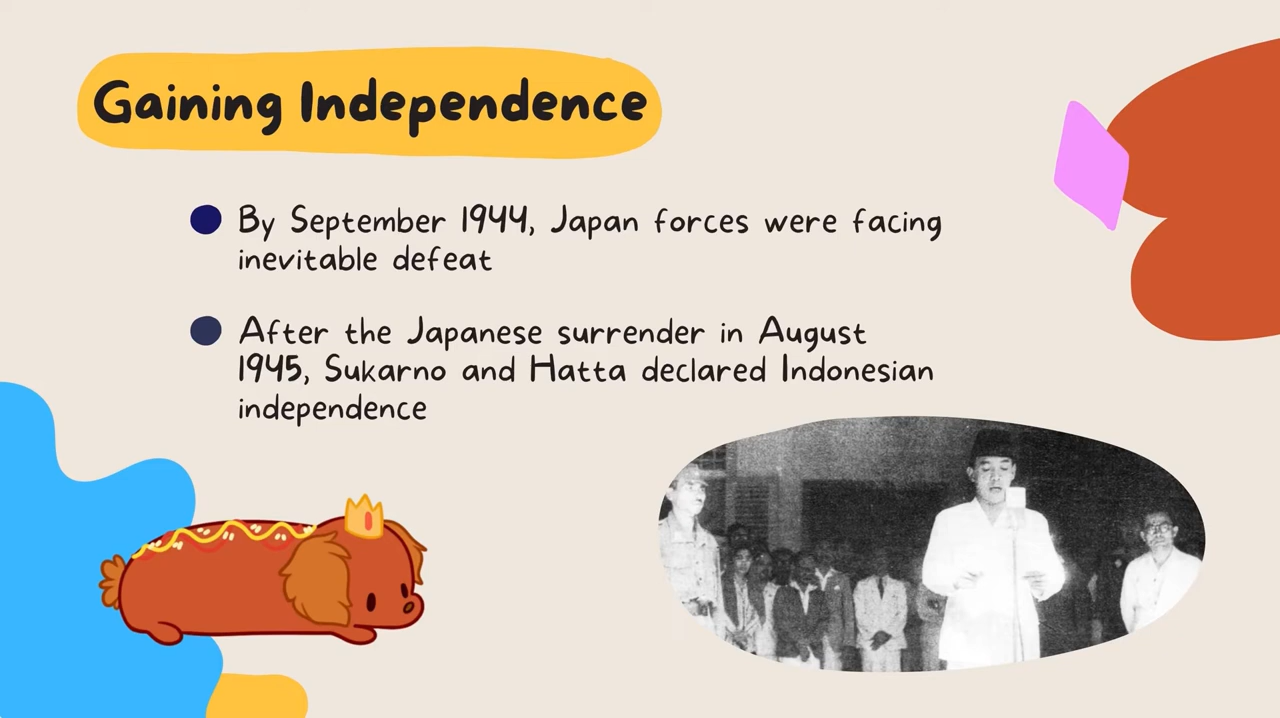 Gaining Independence
By September 1944, Japan forces were facing
inevitable defeat
After the Japanese surrender in August
1945, Sukarno and Hatta declared Indonesian
independence